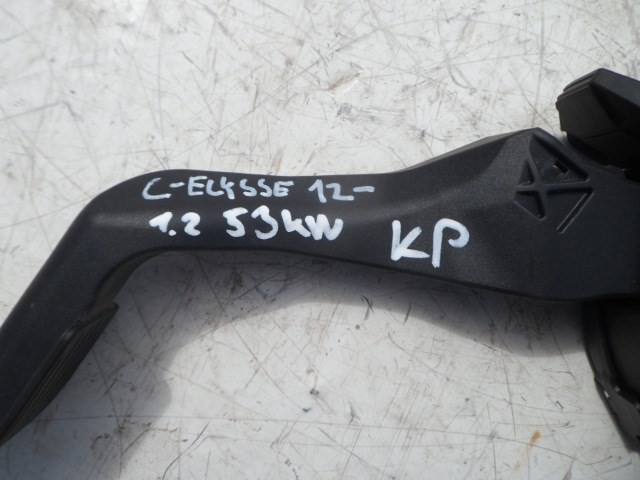 C-ELYSSE 12-
1.2 53kW KP